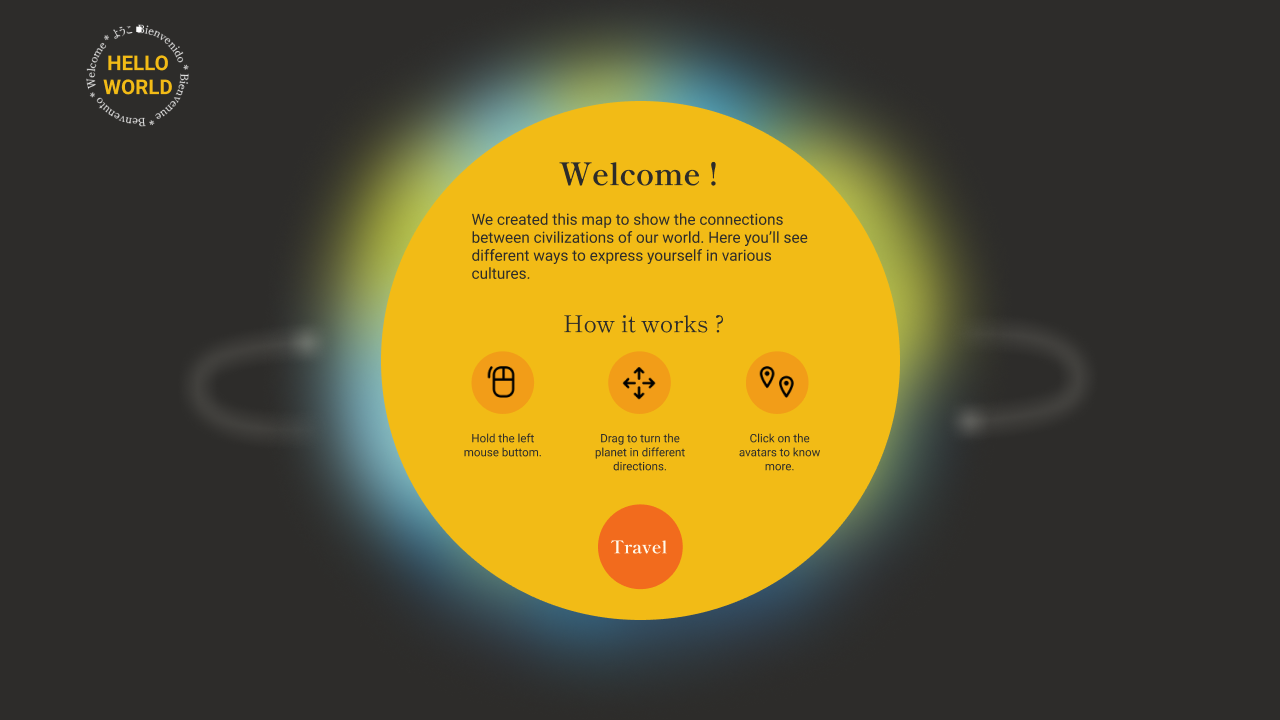 Welcome * ようこ Bienvenido * Bienvenue * Benvenuto *
HELLO
WORLD
Welcome !
We created this map to show the connections
between civilizations of our world. Here you’ll see
different ways to express yourself in various
cultures.
How it works ?
Hold the left
mouse buttom.
Drag to turn the
planet in different
directions.
Click on the
avatars to know
more.
Travel